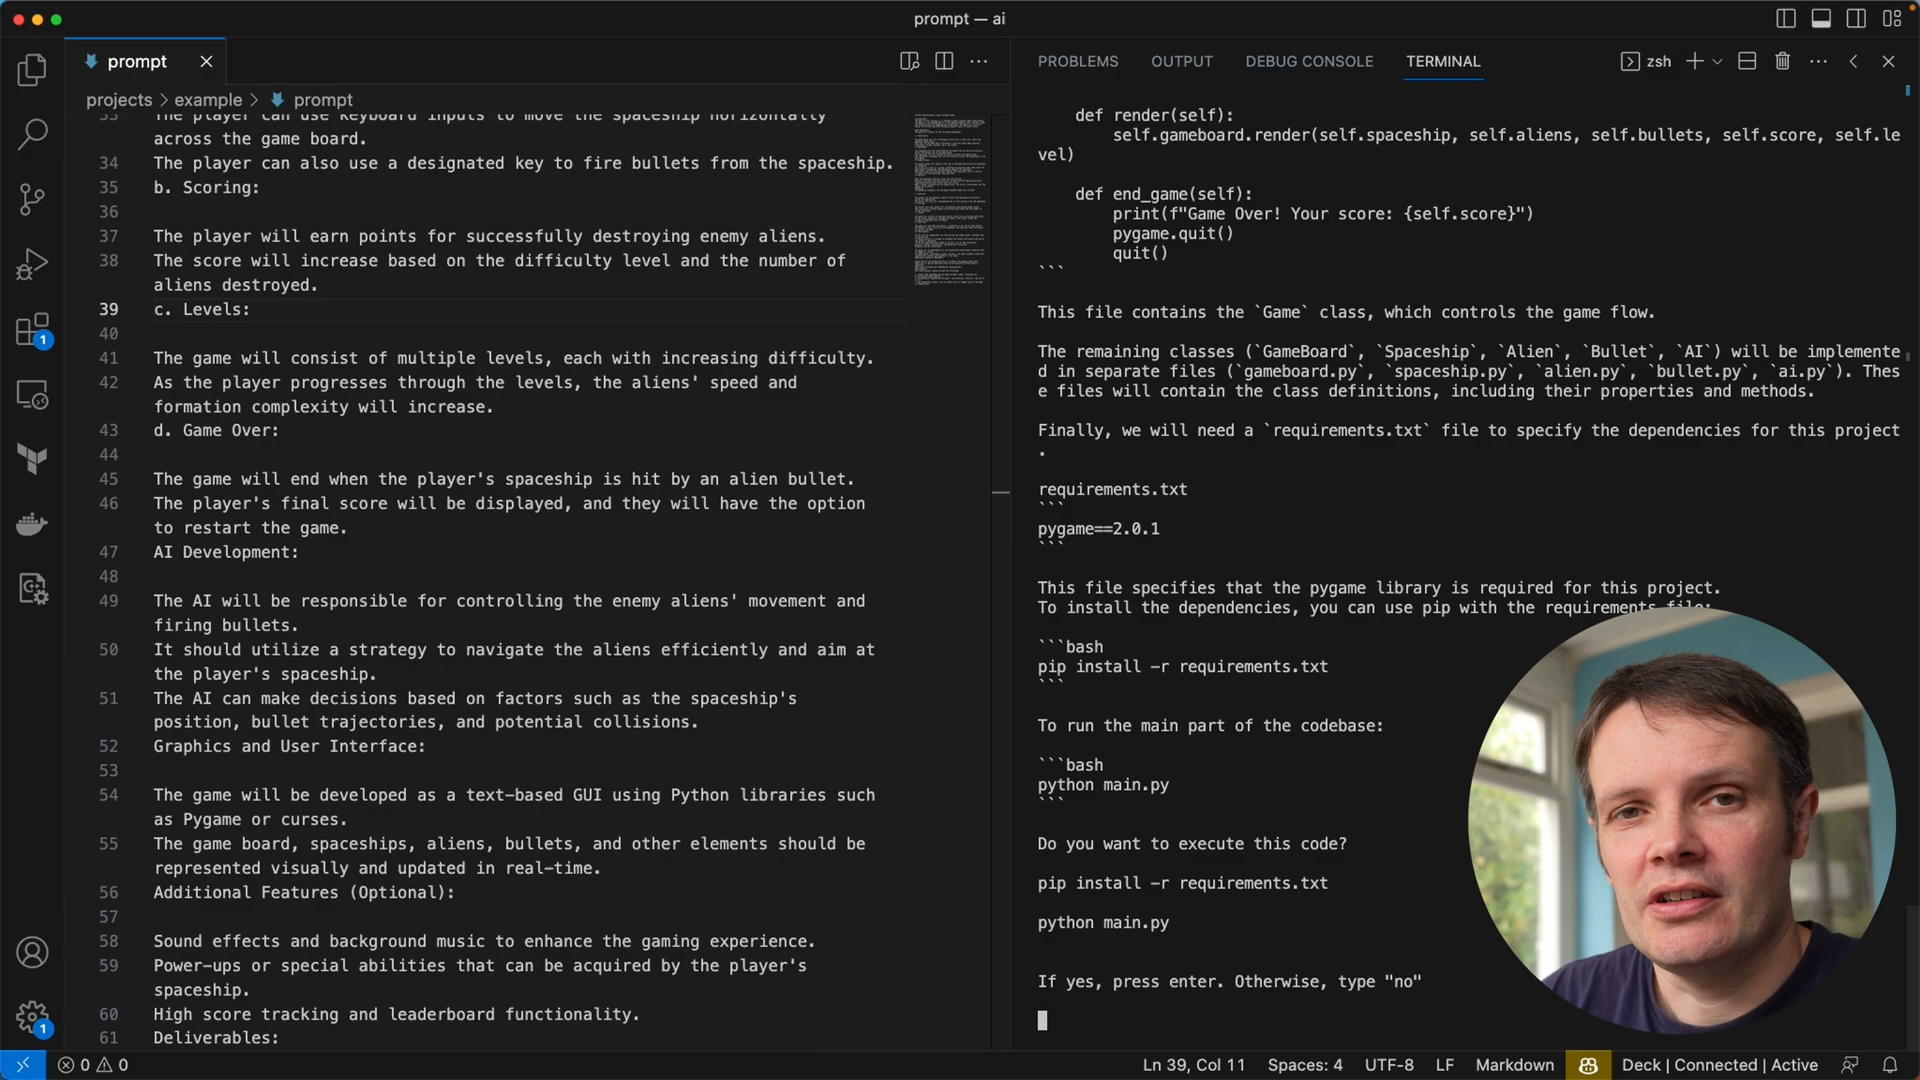 prompt — ai
prompt
projects > example > prompt
33 The player can use keyboard inputs to move the spaceship horizontally
across the game board.
34 The player can also use a designated key to fire bullets from the spaceship.
35 b. Scoring:
36
37 The player will earn points for successfully destroying enemy aliens.
38 The score will increase based on the difficulty level and the number of
aliens destroyed.
39 c. Levels:
40
41 The game will consist of multiple levels, each with increasing difficulty.
42 As the player progresses through the levels, the aliens' speed and
formation complexity will increase.
43 d. Game Over:
44
45 The game will end when the player's spaceship is hit by an alien bullet.
46 The player's final score will be displayed, and they will have the option
to restart the game.
47 AI Development:
48
49 The AI will be responsible for controlling the enemy aliens' movement and
firing bullets.
50 It should utilize a strategy to navigate the aliens efficiently and aim at
the player's spaceship.
51 The AI can make decisions based on factors such as the spaceship's
position, bullet trajectories, and potential collisions.
52 Graphics and User Interface:
53
54 The game will be developed as a text-based GUI using Python libraries such
as Pygame or curses.
55 The game board, spaceships, aliens, bullets, and other elements should be
represented visually and updated in real-time.
56 Additional Features (Optional):
57
58 Sound effects and background music to enhance the gaming experience.
59 Power-ups or special abilities that can be acquired by the player's
spaceship.
60 High score tracking and leaderboard functionality.
61 Deliverables:
PROBLEMS OUTPUT DEBUG CONSOLE TERMINAL zsh
def render(self):
self.gameboard.render(self.spaceship, self.aliens, self.bullets, self.score, self.le
vel)
def end_game(self):
print(f"Game Over! Your score: {self.score}")
pygame.quit()
quit()
```
This file contains the `Game` class, which controls the game flow.
The remaining classes (`GameBoard`, `Spaceship`, `Alien`, `Bullet`, `AI`) will be implemente
d in separate files (`gameboard.py`, `spaceship.py`, `alien.py`, `bullet.py`, `ai.py`). Thes
e files will contain the class definitions, including their properties and methods.
Finally, we will need a `requirements.txt` file to specify the dependencies for this project
.
requirements.txt
```
pygame==2.0.1
```
This file specifies that the pygame library is required for this project.
To install the dependencies, you can use pip with the requirements file:
```bash
pip install -r requirements.txt
```
To run the main part of the codebase:
```bash
python main.py
```
Do you want to execute this code?
pip install -r requirements.txt
python main.py
If yes, press enter. Otherwise, type "no"
1
1
0 0 Ln 39, Col 11 Spaces: 4 UTF-8 LF Markdown Deck | Connected | Active